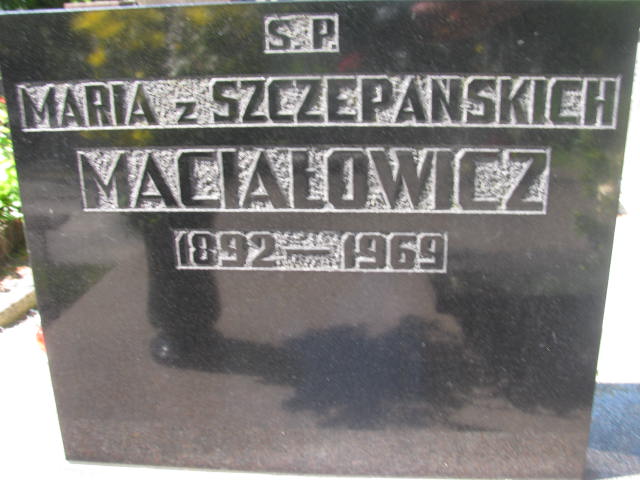 S.P.
MARIA z SZCZEPAŃSKICH
MACIAŁOWICZ
1892—1969